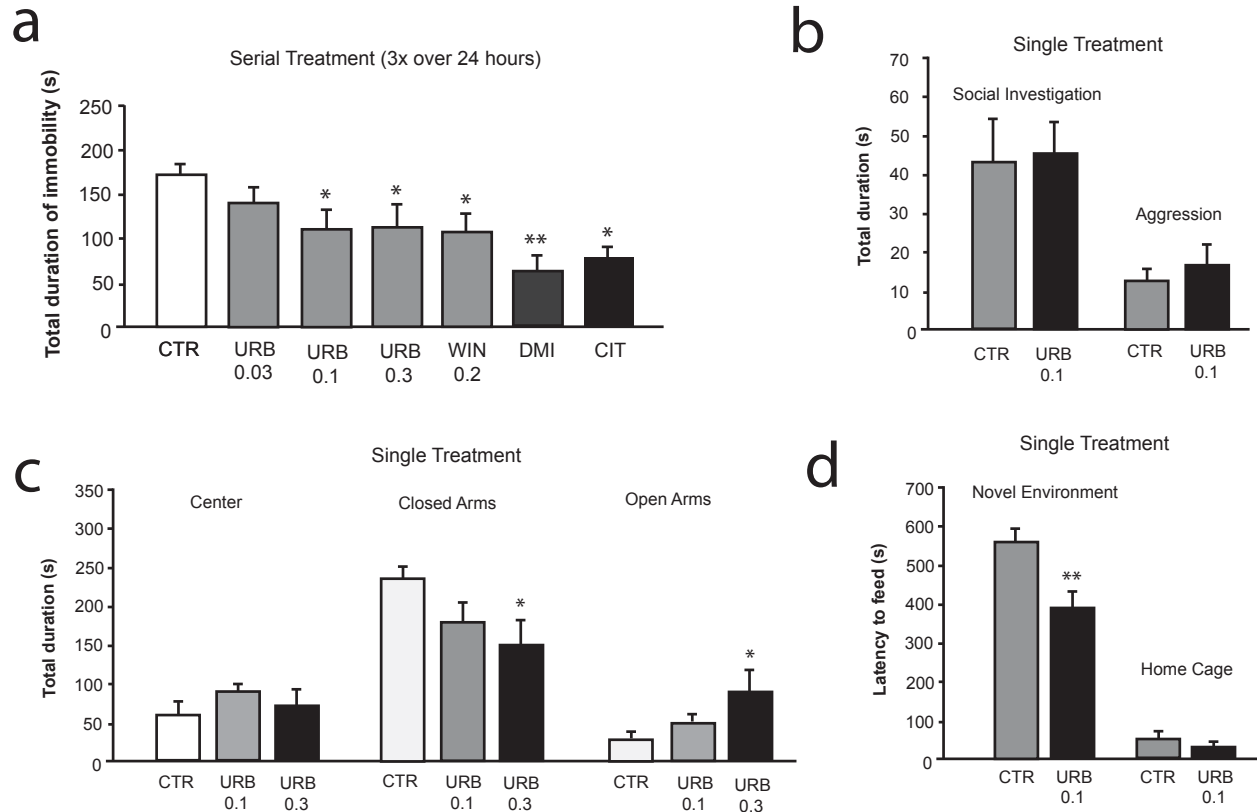 a
Serial Treatment (3x over 24 hours)
Total duration of immobility (s)
250
200
150
100
50
0
*
*
*
**
*
CTR
URB
0.03
URB
0.1
URB
0.3
WIN
0.2
DMI
CIT
b
Single Treatment
Total duration (s)
70
60
50
40
30
20
10
0
Social Investigation
Aggression
CTR
URB
0.1
CTR
URB
0.1
c
Single Treatment
Total duration (s)
350
300
250
200
150
100
50
0
Center
Closed Arms
Open Arms
*
*
CTR
URB
0.1
URB
0.3
CTR
URB
0.1
URB
0.3
CTR
URB
0.1
URB
0.3
d
Single Treatment
Latency to feed (s)
700
600
500
400
300
200
100
0
Novel Environment
**
Home Cage
CTR
URB
0.1
CTR
URB
0.1